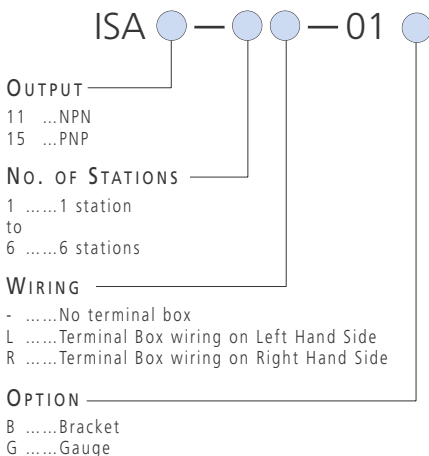 ISA — — 01
OUTPUT
11 ...NPN
15 ...PNP
NO. OF STATIONS
1 ......1 station
to
6 ......6 stations
WIRING
- ......No terminal box
L ......Terminal Box wiring on Left Hand Side
R ......Terminal Box wiring on Right Hand Side
OPTION
B ......Bracket
G ......Gauge